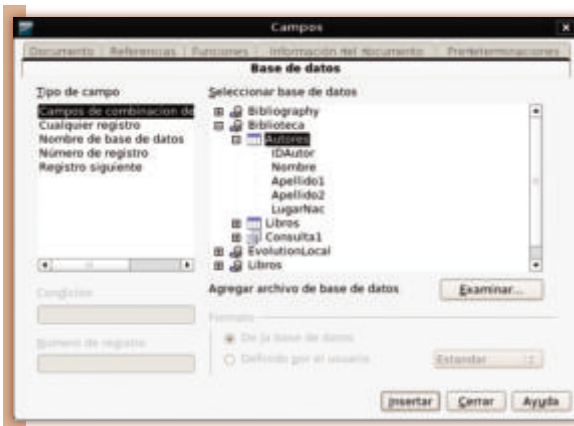 Campos
Documento Referencias Funciones Información del documento Predeterminaciones
Base de datos
Tipo de campo
Campos de combinacion de
Cualquier registro
Nombre de base de datos
Número de registro
Registro siguiente
Seleccionar base de datos
Bibliography
Biblioteca
Autores
IDAutor
Nombre
Apellido1
Apellido2
LugarNac
Libros
Consulta1
EvolutionLocal
Libros
Agregar archivo de base de datos
Examinar...
Condición
Número de registro
Formato
De la base de datos
Definido por el usuario
Estándar
Insertar Cerrar Ayuda